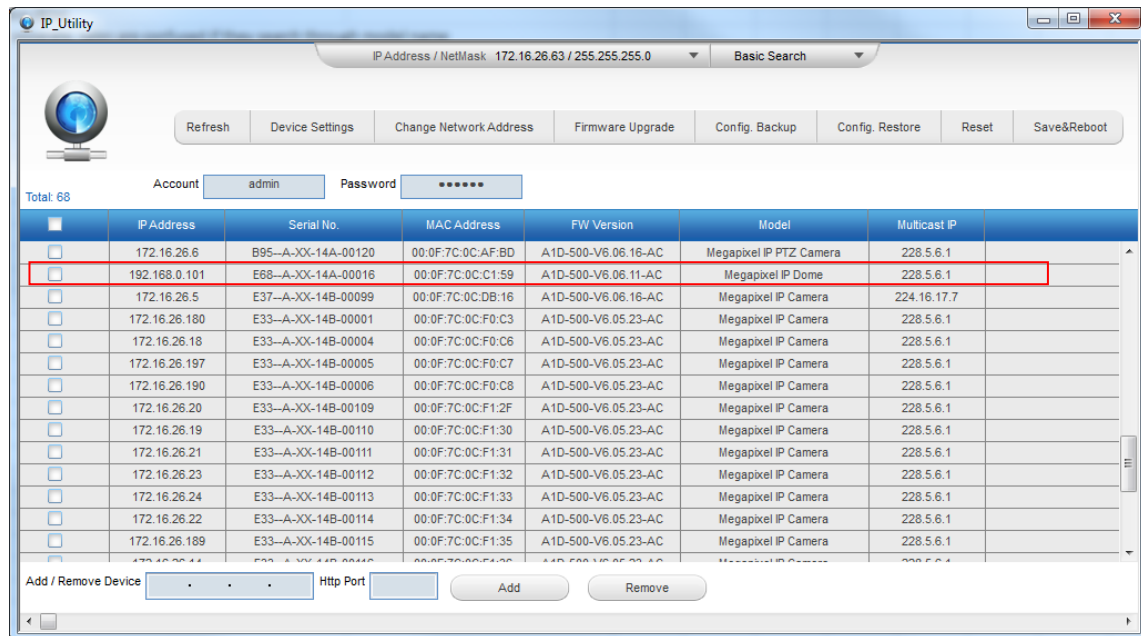 IP_Utility
IP Address / NetMask 172.16.26.63 / 255.255.255.0 Basic Search
Refresh Device Settings Change Network Address Firmware Upgrade Config. Backup Config. Restore Reset Save&Reboot
Account admin Password ●●●●●●
Total: 68
IP Address Serial No. MAC Address FW Version Model Multicast IP
172.16.26.6 B95--A-XX-14A-00120 00:0F:7C:0C:AF:BD A1D-500-V6.06.16-AC Megapixel IP PTZ Camera 228.5.6.1
192.168.0.101 E68--A-XX-14A-00016 00:0F:7C:0C:C1:59 A1D-500-V6.06.11-AC Megapixel IP Dome 228.5.6.1
172.16.26.5 E37--A-XX-14B-00099 00:0F:7C:0C:DB:16 A1D-500-V6.06.16-AC Megapixel IP Camera 224.16.17.7
172.16.26.180 E33--A-XX-14B-00001 00:0F:7C:0C:F0:C3 A1D-500-V6.05.23-AC Megapixel IP Camera 228.5.6.1
172.16.26.18 E33--A-XX-14B-00004 00:0F:7C:0C:F0:C6 A1D-500-V6.05.23-AC Megapixel IP Camera 228.5.6.1
172.16.26.197 E33--A-XX-14B-00005 00:0F:7C:0C:F0:C7 A1D-500-V6.05.23-AC Megapixel IP Camera 228.5.6.1
172.16.26.190 E33--A-XX-14B-00006 00:0F:7C:0C:F0:C8 A1D-500-V6.05.23-AC Megapixel IP Camera 228.5.6.1
172.16.26.20 E33--A-XX-14B-00109 00:0F:7C:0C:F1:2F A1D-500-V6.05.23-AC Megapixel IP Camera 228.5.6.1
172.16.26.19 E33--A-XX-14B-00110 00:0F:7C:0C:F1:30 A1D-500-V6.05.23-AC Megapixel IP Camera 228.5.6.1
172.16.26.21 E33--A-XX-14B-00111 00:0F:7C:0C:F1:31 A1D-500-V6.05.23-AC Megapixel IP Camera 228.5.6.1
172.16.26.23 E33--A-XX-14B-00112 00:0F:7C:0C:F1:32 A1D-500-V6.05.23-AC Megapixel IP Camera 228.5.6.1
172.16.26.24 E33--A-XX-14B-00113 00:0F:7C:0C:F1:33 A1D-500-V6.05.23-AC Megapixel IP Camera 228.5.6.1
172.16.26.22 E33--A-XX-14B-00114 00:0F:7C:0C:F1:34 A1D-500-V6.05.23-AC Megapixel IP Camera 228.5.6.1
172.16.26.189 E33--A-XX-14B-00115 00:0F:7C:0C:F1:35 A1D-500-V6.05.23-AC Megapixel IP Camera 228.5.6.1
Add / Remove Device . . . Http Port Add Remove